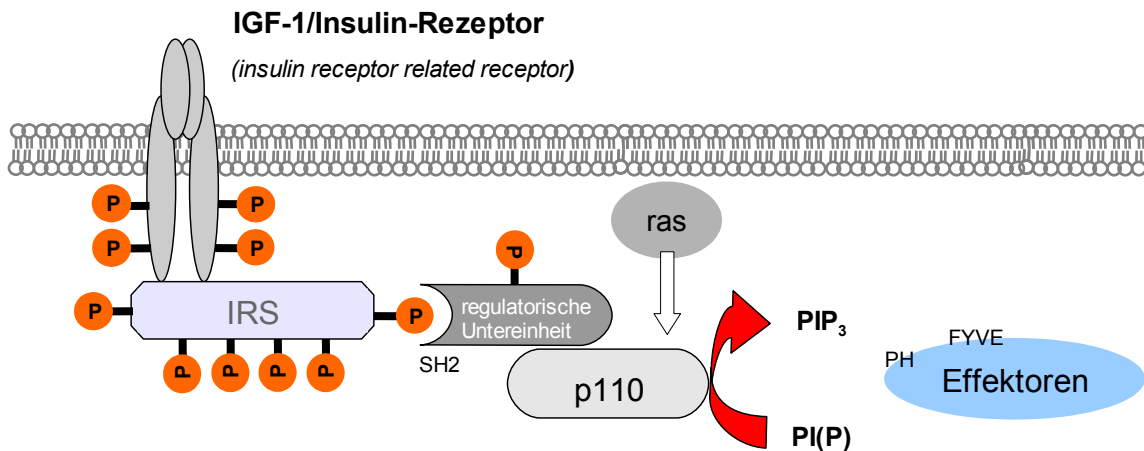 IGF-1/Insulin-Rezeptor
(insulin receptor related receptor)
P
P
P
P
ras
P
P
IRS
P
regulatorische
Untereinheit
PIP3
SH2
P
P
P
P
p110
PH
FYVE
Effektoren
PI(P)